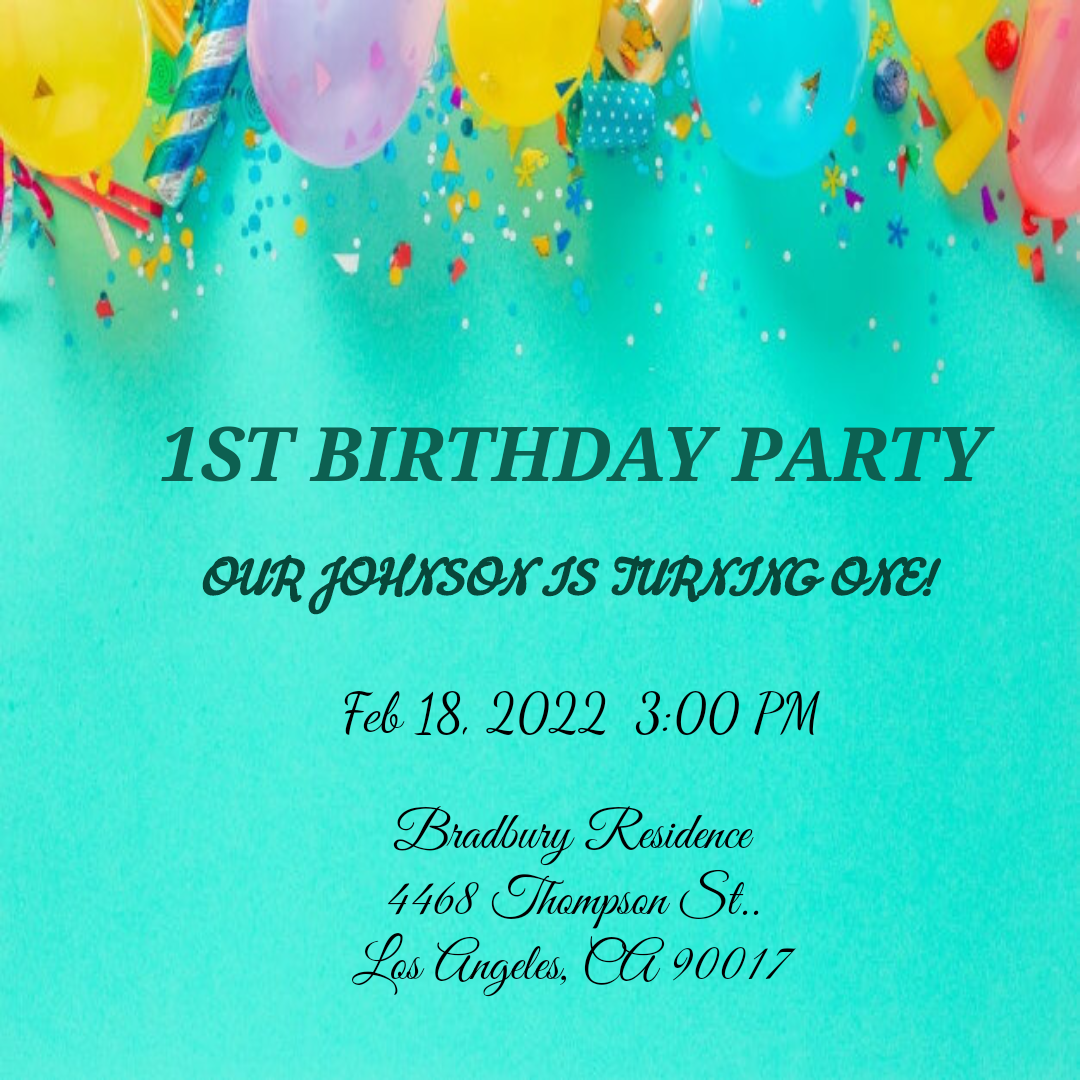 1ST BIRTHDAY PARTY
OUR JOHNSON IS TURNING ONE!
Feb 18, 2022 3:00 PM
Bradbury Residence
4468 Thompson St..
Los Angeles, CA 90017